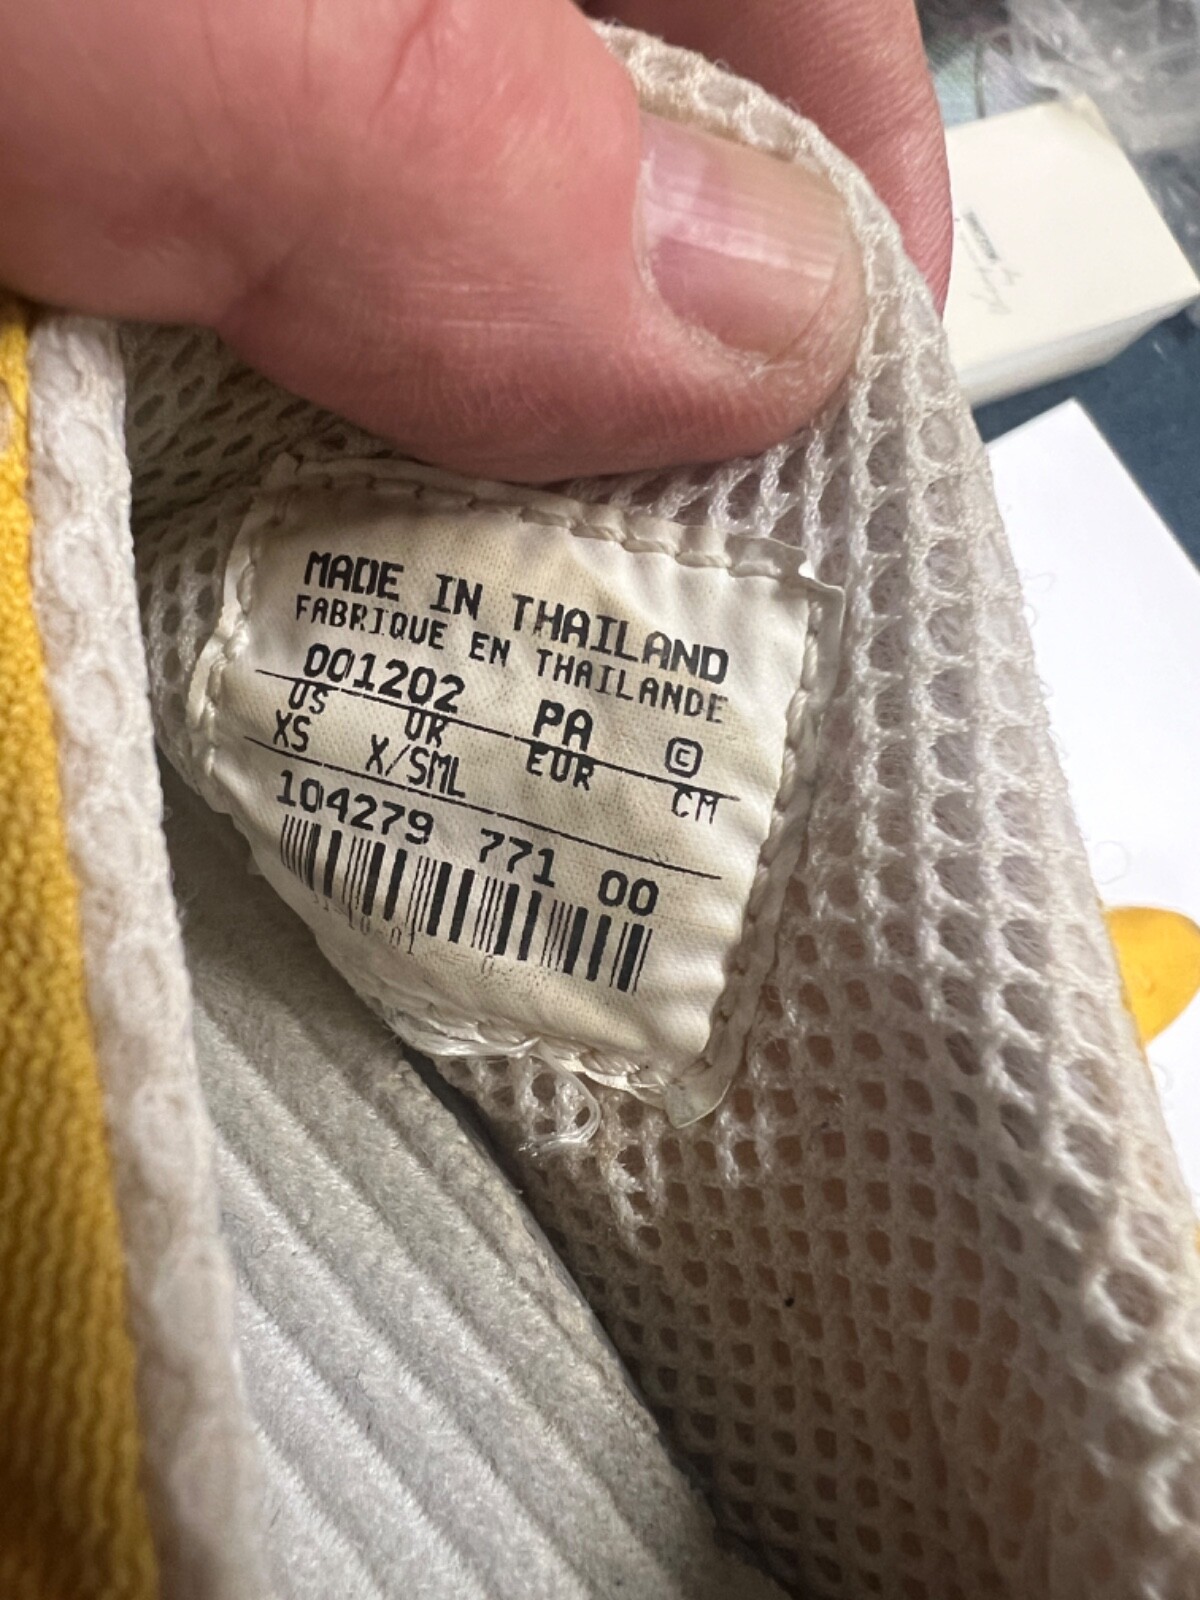 MADE IN THAILAND
FABRIQUE EN THAILANDE
001202 PA ©
US UK EUR CM
XS X/SML
104279 771 00